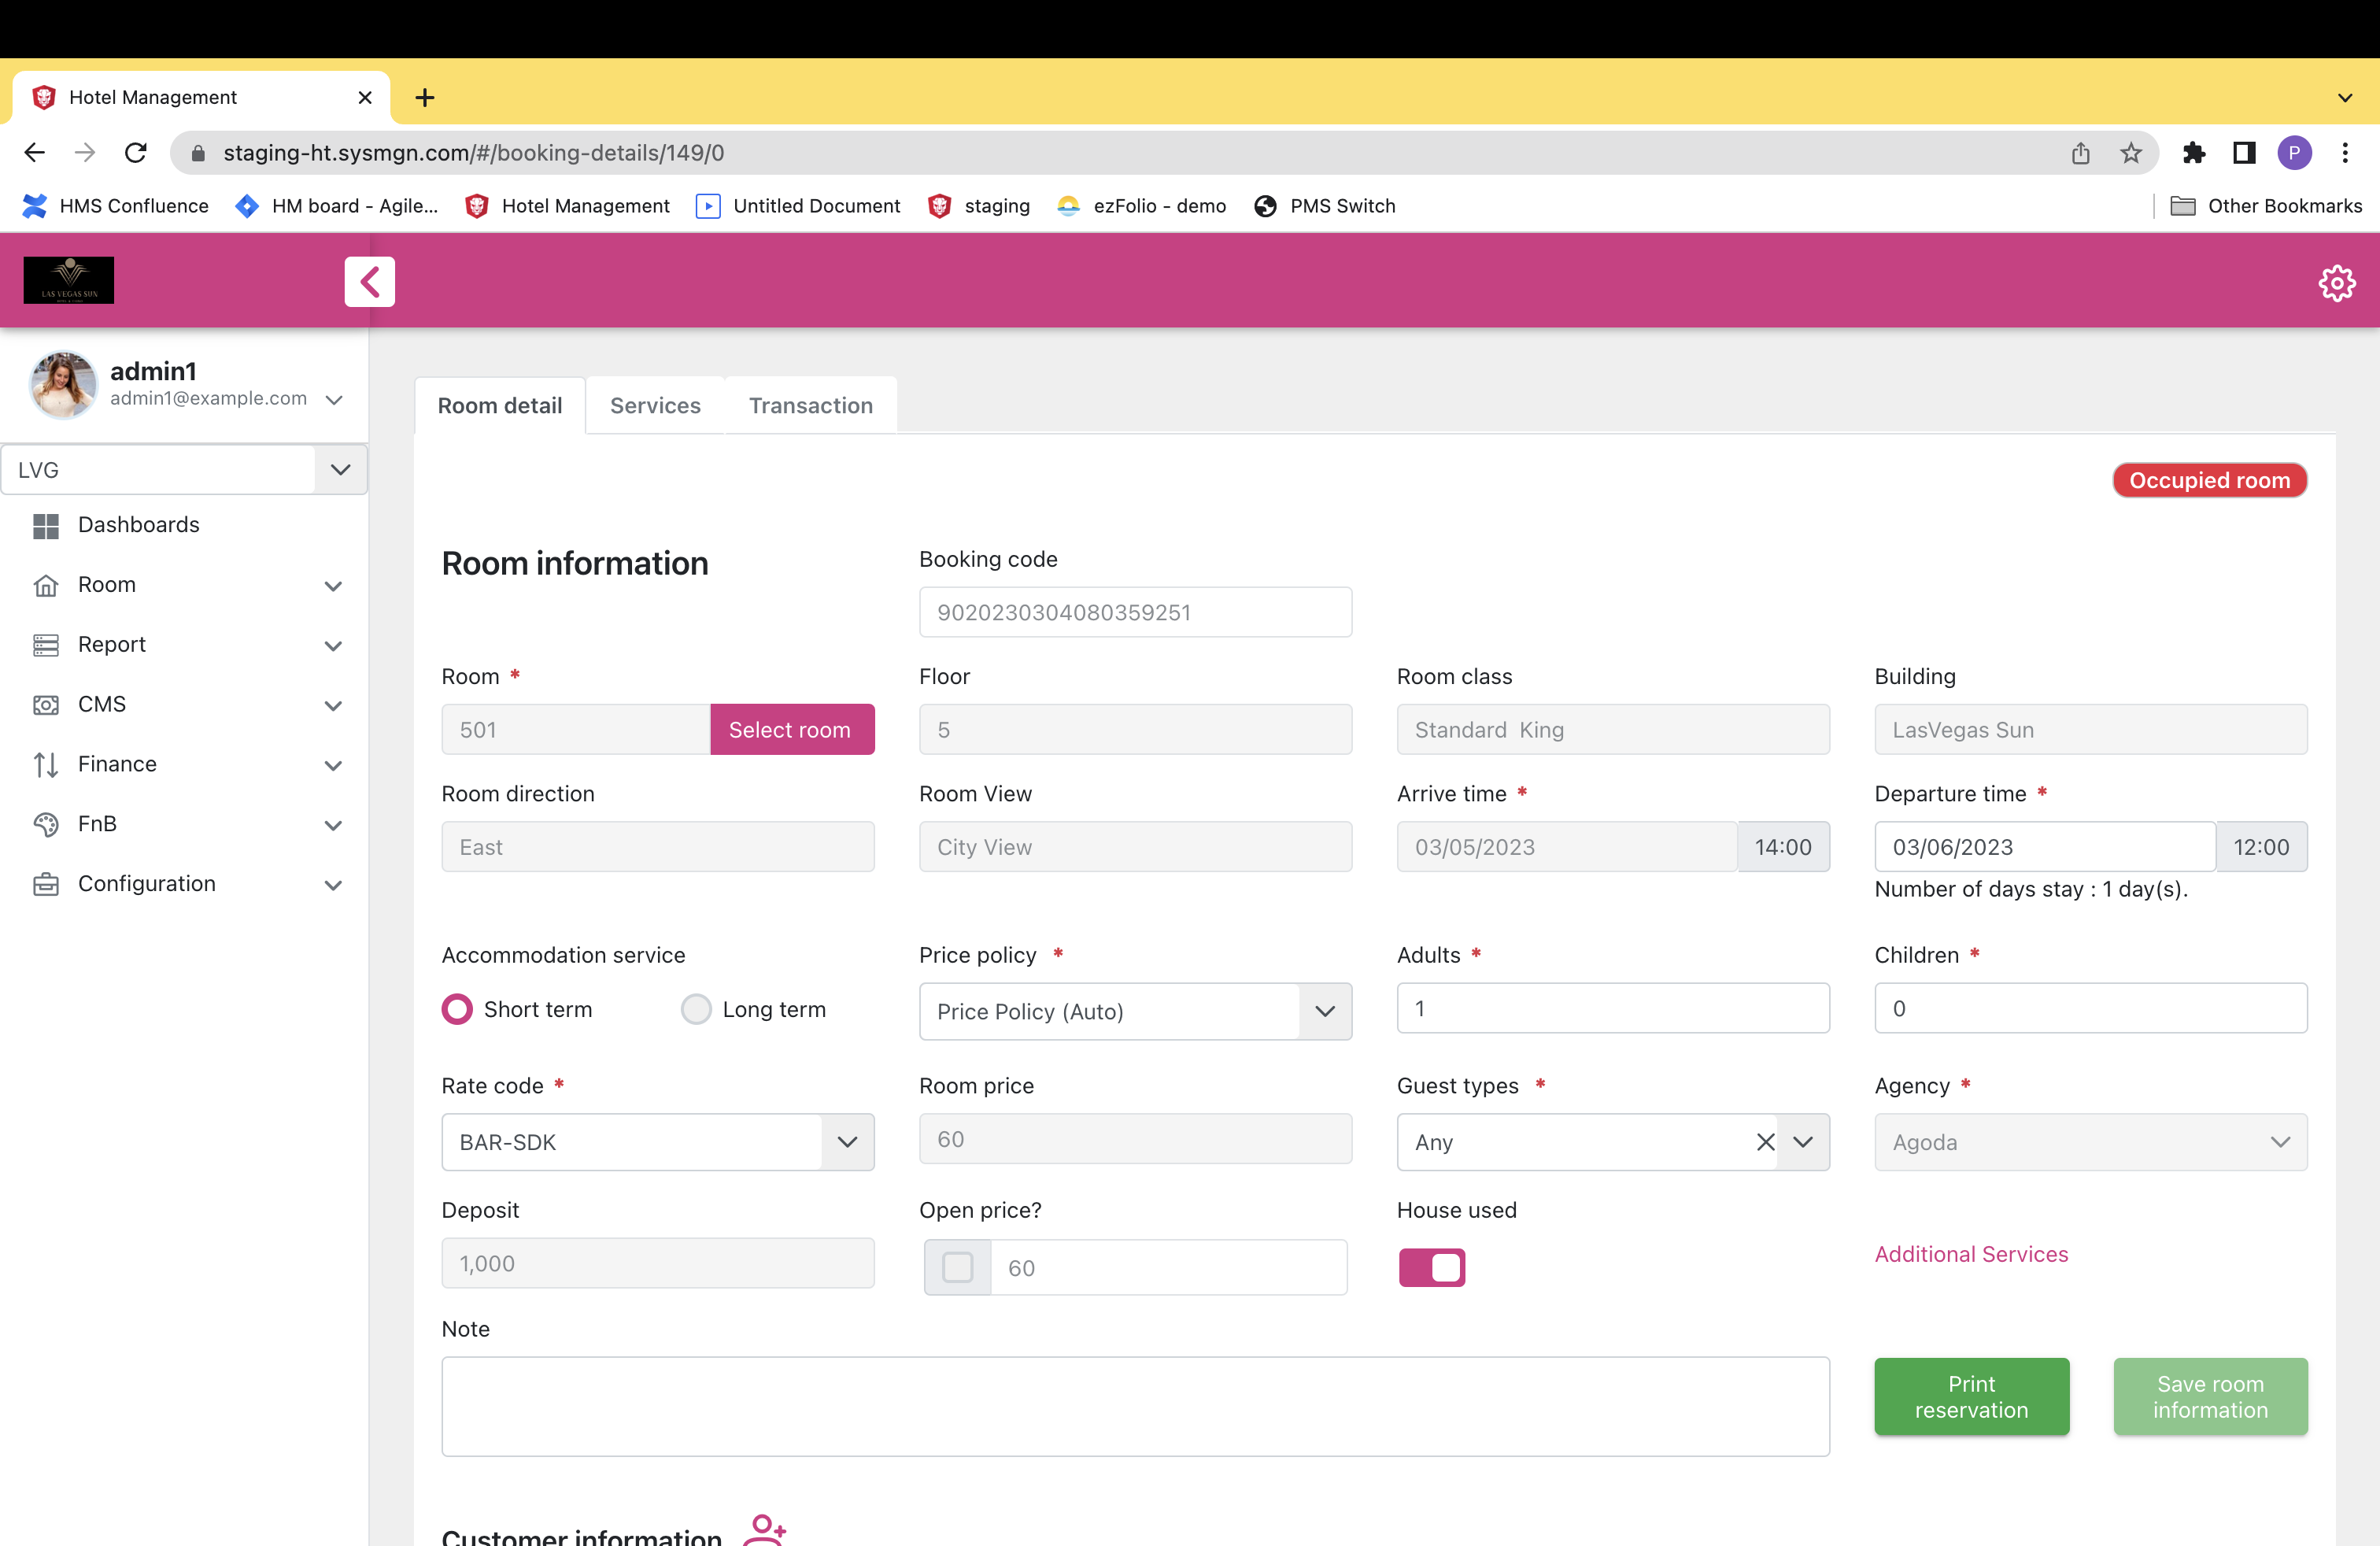 Hotel Management
staging-ht.sysmgn.com/#/booking-details/149/0
P
HMS Confluence
HM board - Agile...
Hotel Management
Untitled Document
staging
ezFolio - demo
PMS Switch
Other Bookmarks
LAS VEGAS SUN
admin1
admin1@example.com
LVG
Dashboards
Room
Report
CMS
Finance
FnB
Configuration
Room detail
Services
Transaction
Occupied room
Room information
Booking code
9020230304080359251
Room *
Floor
Room class
Building
501
Select room
5
Standard King
LasVegas Sun
Room direction
Room View
Arrive time *
Departure time *
East
City View
03/05/2023
14:00
03/06/2023
12:00
Number of days stay : 1 day(s).
Accommodation service
Price policy *
Adults *
Children *
Short term
Long term
Price Policy (Auto)
1
0
Rate code *
Room price
Guest types *
Agency *
BAR-SDK
60
Any
Agoda
Deposit
Open price?
House used
1,000
60
Additional Services
Note
Print
reservation
Save room
information
Customer information